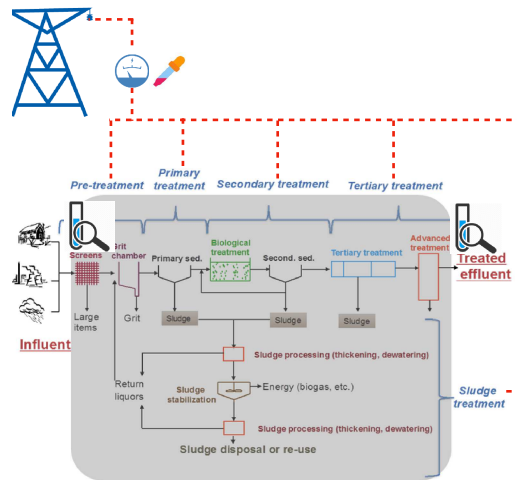 Pre-treatment
Primary
treatment
Secondary treatment
Tertiary treatment
Screens
Grit
chamber
Primary sed.
Biological
treatment
Second. sed.
Tertiary treatment
Advanced
treatment
Treated
effluent
Large
items
Grit
Sludge
Sludge
Sludge
Influent
Sludge processing (thickening, dewatering)
Return
liquors
Sludge
stabilization
Energy (biogas, etc.)
Sludge
treatment
Sludge processing (thickening, dewatering)
Sludge disposal or re-use